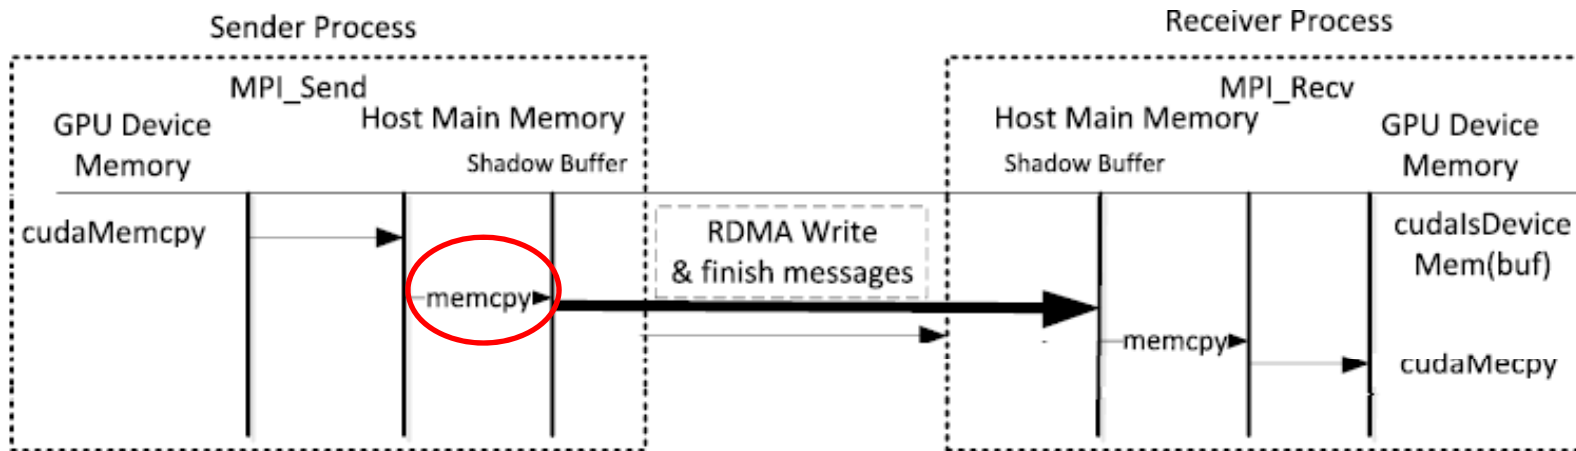 Sender Process
Receiver Process
MPI_Send
MPI_Recv
GPU Device
Memory
Host Main Memory
Shadow Buffer
Host Main Memory
Shadow Buffer
GPU Device
Memory
cudaMemcpy
memcpy
RDMA Write
& finish messages
memcpy
cudaIsDevice
Mem(buf)
cudaMecpy